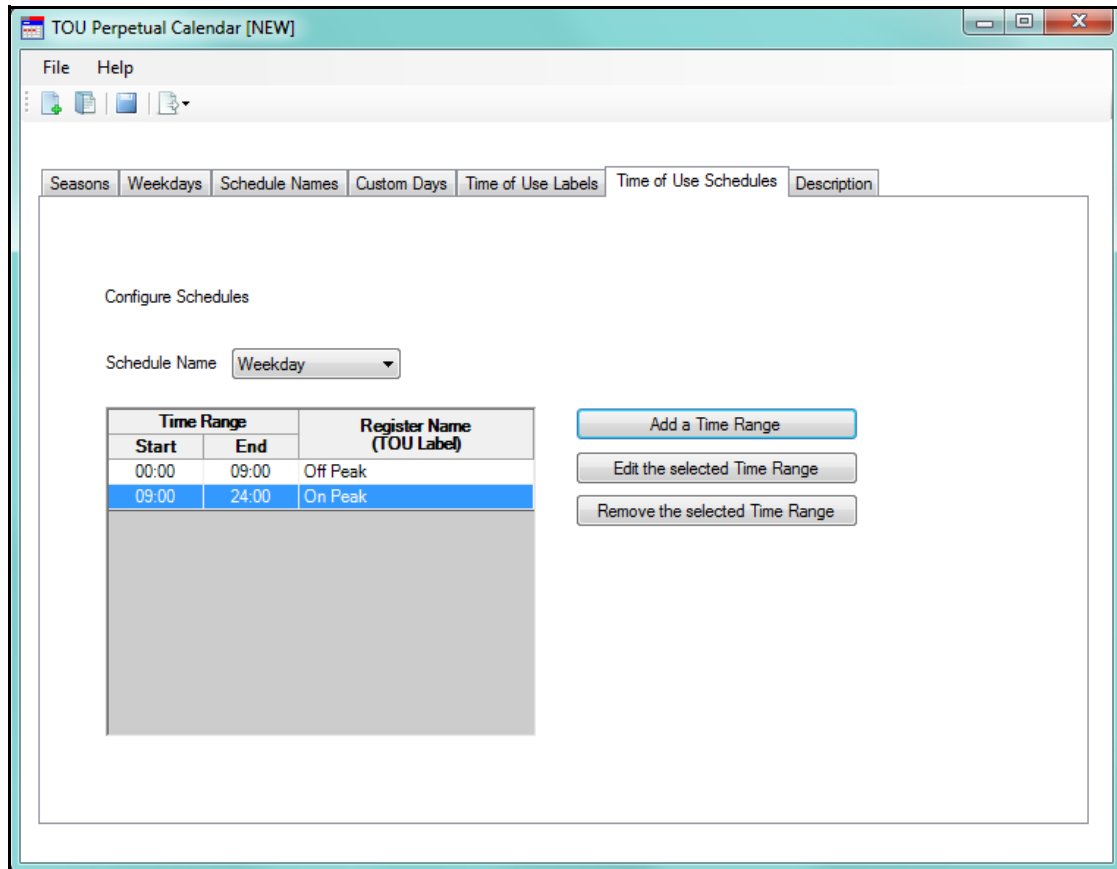 TOU Perpetual Calendar [NEW]
File Help
Seasons Weekdays Schedule Names Custom Days Time of Use Labels Time of Use Schedules Description
Configure Schedules
Schedule Name Weekday
Time Range Register Name
Start End (TOU Label)
00:00 09:00 Off Peak
09:00 24:00 On Peak
Add a Time Range
Edit the selected Time Range
Remove the selected Time Range